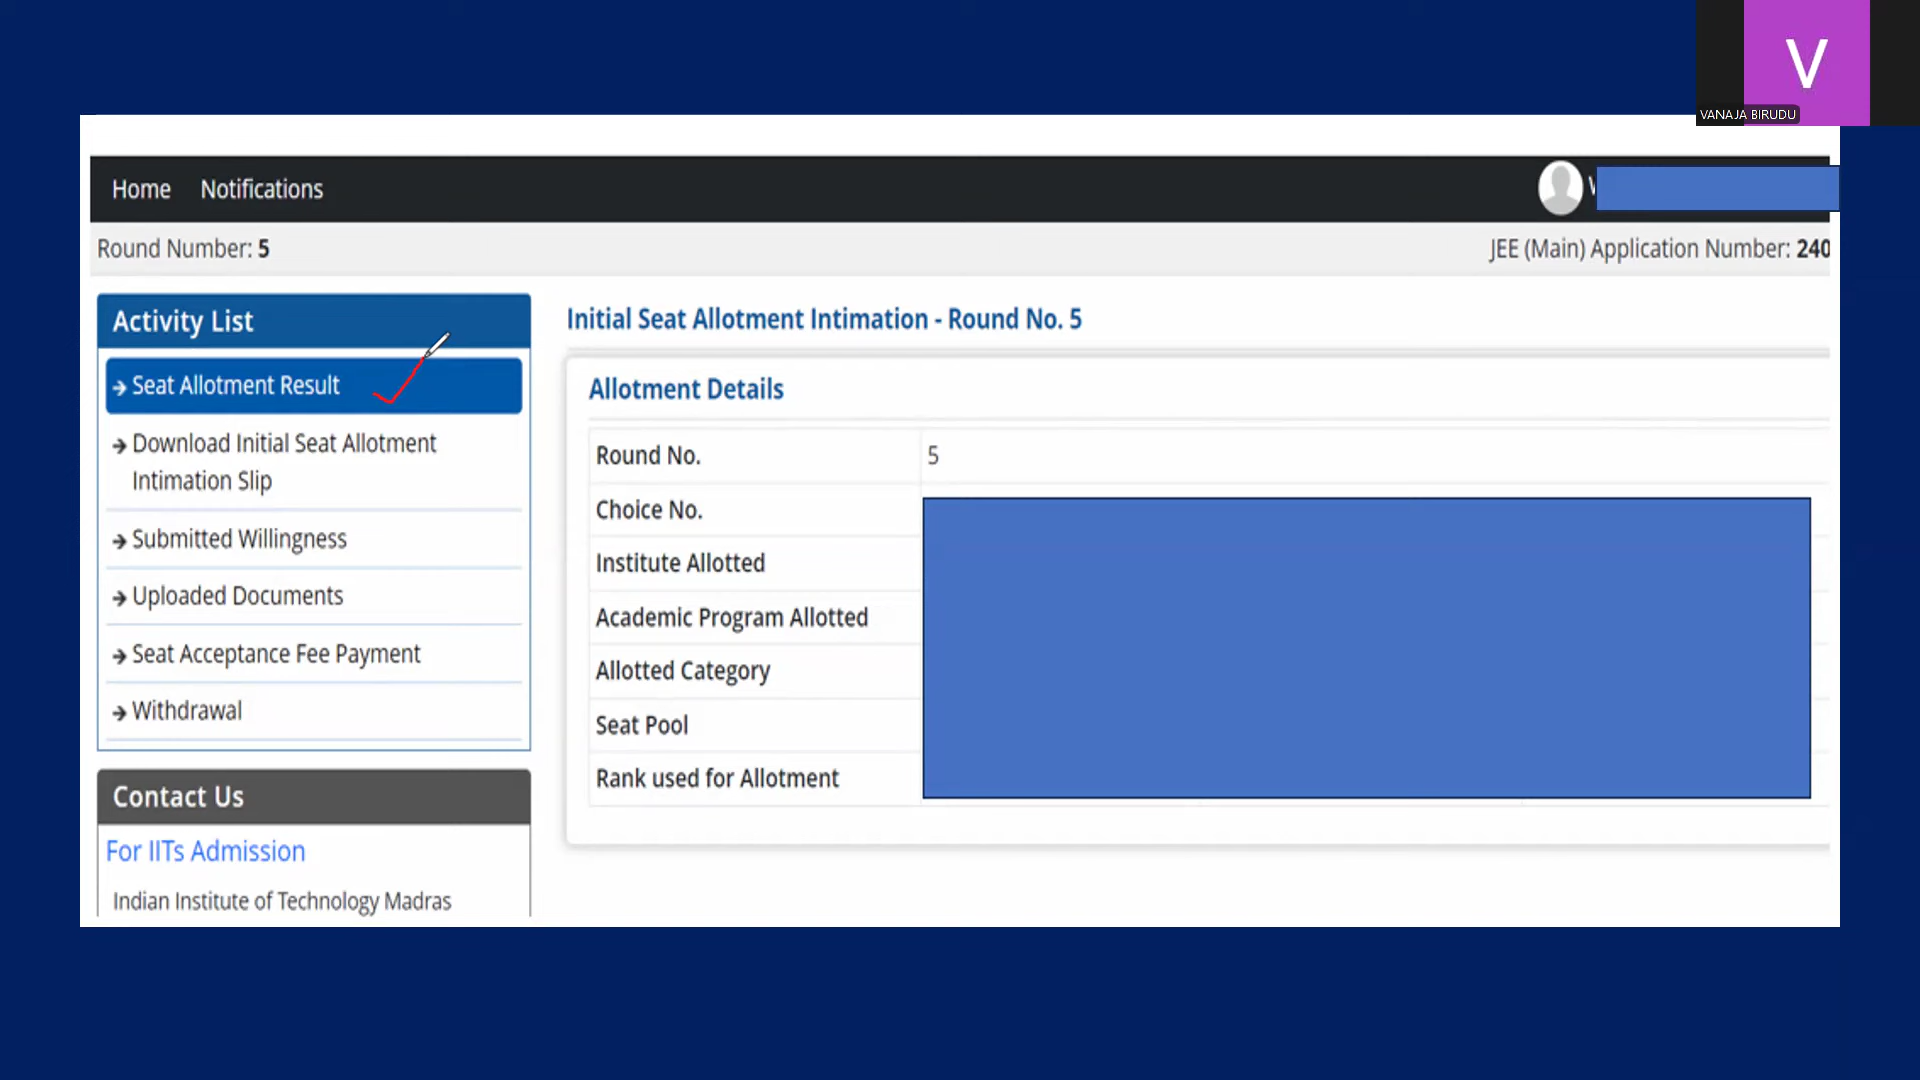 V
VANAJA BIRUDU
Home Notifications
Round Number: 5
JEE (Main) Application Number: 240
Activity List
Seat Allotment Result
Download Initial Seat Allotment
Intimation Slip
Submitted Willingness
Uploaded Documents
Seat Acceptance Fee Payment
Withdrawal
Contact Us
For IITs Admission
Indian Institute of Technology Madras
Initial Seat Allotment Intimation - Round No. 5
Allotment Details
Round No. 5
Choice No.
Institute Allotted
Academic Program Allotted
Allotted Category
Seat Pool
Rank used for Allotment